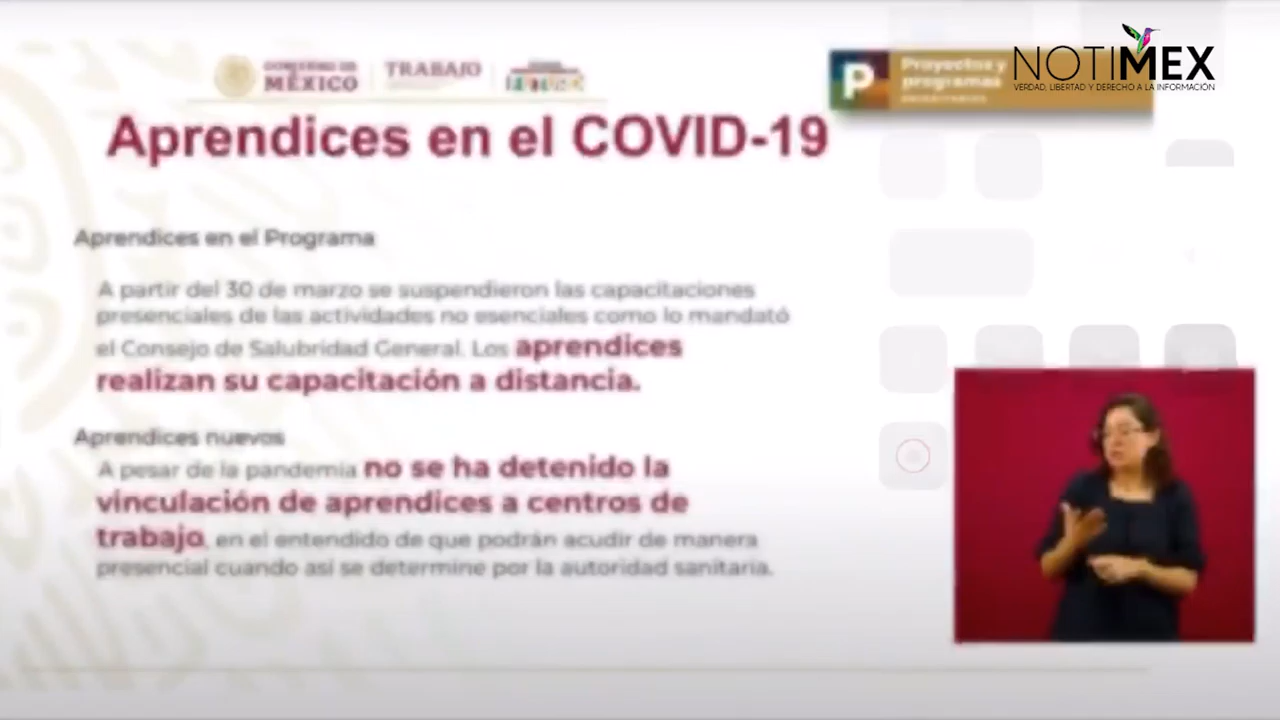 NOTIMEX
VERDAD, LIBERTAD Y DERECHO A LA INFORMACIÓN
GOBIERNO DE
MÉXICO
TRABAJO
P
Proyectos y
programas
Aprendices en el COVID-19
Aprendices en el Programa
A partir del 30 de marzo se suspendieron las capacitaciones
presenciales de las actividades no esenciales como lo mandató
el Consejo de Salubridad General. Los aprendices
realizan su capacitación a distancia.
Aprendices nuevos
A pesar de la pandemia no se ha detenido la
vinculación de aprendices a centros de
trabajo, en el entendido de que podrán acudir de manera
presencial cuando así se determine por la autoridad sanitaria.